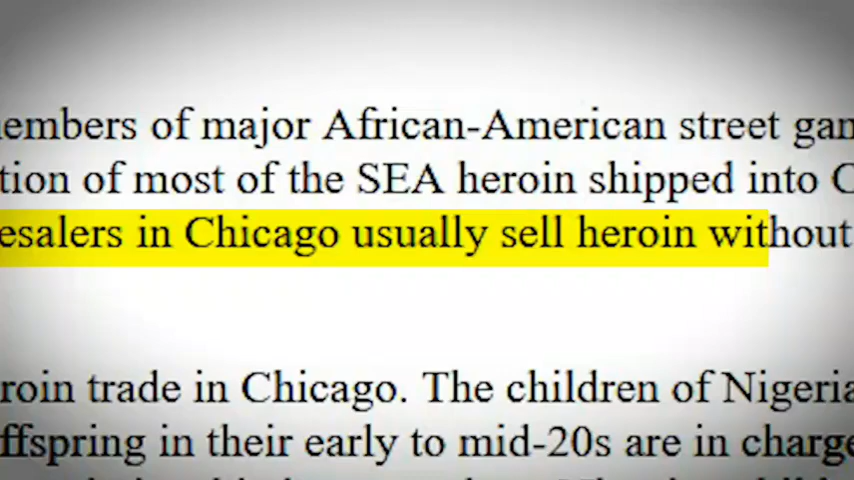 embers of major African-American street gan
tion of most of the SEA heroin shipped into C
esalers in Chicago usually sell heroin without
roin trade in Chicago. The children of Nigeria
ffspring in their early to mid-20s are in charge